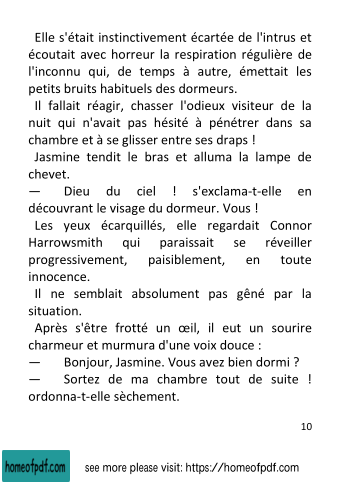 Elle s'était instinctivement écartée de l'intrus et
écoutait avec horreur la respiration régulière de
l'inconnu qui, de temps à autre, émettait les
petits bruits habituels des dormeurs.
Il fallait réagir, chasser l'odieux visiteur de la
nuit qui n'avait pas hésité à pénétrer dans sa
chambre et à se glisser entre ses draps !
Jasmine tendit le bras et alluma la lampe de
chevet.
— Dieu du ciel ! s'exclama-t-elle en
découvrant le visage du dormeur. Vous !
Les yeux écarquillés, elle regardait Connor
Harrowsmith qui paraissait se réveiller
progressivement, paisiblement, en toute
innocence.
Il ne semblait absolument pas gêné par la
situation.
Après s'être frotté un œil, il eut un sourire
charmeur et murmura d'une voix douce :
— Bonjour, Jasmine. Vous avez bien dormi ?
— Sortez de ma chambre tout de suite !
ordonna-t-elle sèchement.
10
homeofpdf.com see more please visit: https://homeofpdf.com